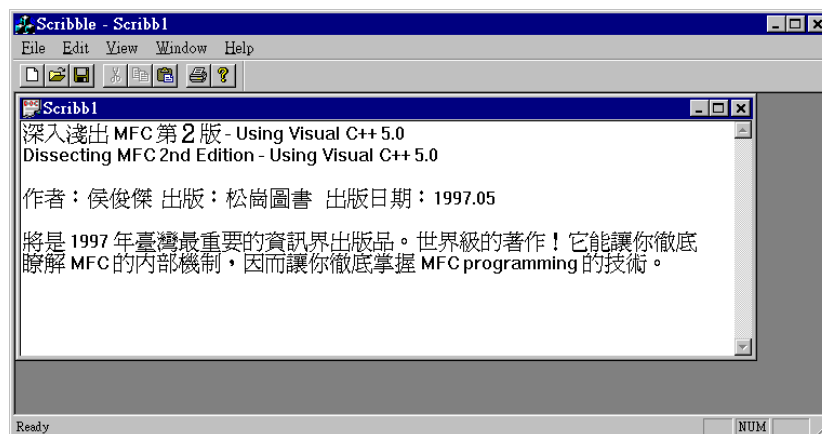 Scribble - Scribb1
File Edit View Window Help
Scribb1
深入淺出 MFC 第 2 版 - Using Visual C++ 5.0
Dissecting MFC 2nd Edition - Using Visual C++ 5.0
作者：侯俊傑 出版：松崗圖書 出版日期：1997.05
將是 1997 年臺灣最重要的資訊界出版品。世界級的著作！它能讓你徹底
瞭解 MFC 的內部機制，因而讓你徹底掌握 MFC programming 的技術。
Ready NUM